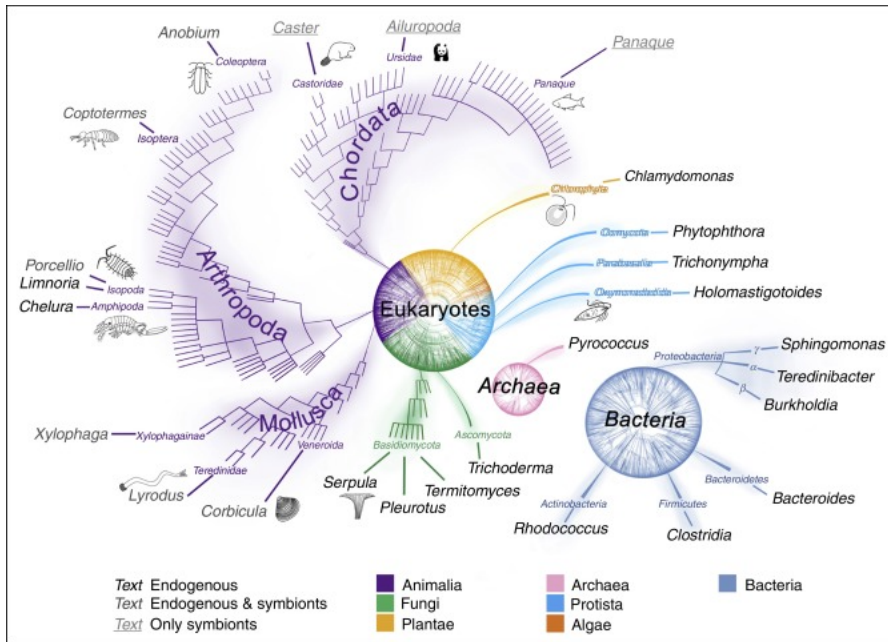 Anobium
Coleoptera
Caster
Castoridae
Ailuropoda
Ursidae
Panaque
Panaque
Coptotermes
Isoptera
Chordata
Chlorophyta
Chlamydomonas
Oomycota
Phytophthora
Parabasalia
Trichonympha
Oxymonadidida
Holomastigotoides
Porcellio
Limnoria
Isopoda
Chelura
Amphipoda
Arthropoda
Eukaryotes
Pyrococcus
Archaea
Proteobacteria
γ
Sphingomonas
α
Teredinibacter
β
Burkholdia
Bacteria
Mollusca
Xylophaga
Xylophagainae
Veneroida
Teredinidae
Lyrodus
Corbicula
Basidiomycota
Ascomycota
Serpula
Pleurotus
Termitomyces
Trichoderma
Actinobacteria
Rhodococcus
Firmicutes
Clostridia
Bacteroidetes
Bacteroides
Text Endogenous
Text Endogenous & symbionts
Text Only symbionts
Animalia
Fungi
Plantae
Archaea
Protista
Algae
Bacteria